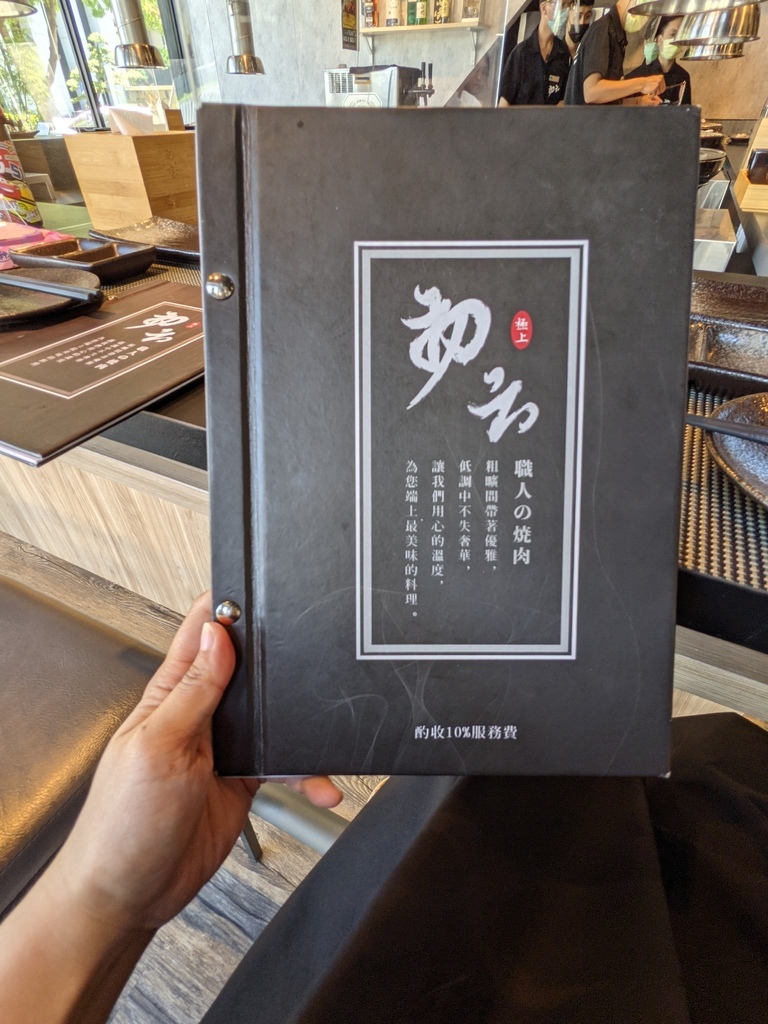 極上
職人の焼肉
粗曠間帶著優雅，
低調中不失奢華，
讓我們用心的溫度，
為您端上最美味的料理。
酌收10%服務費